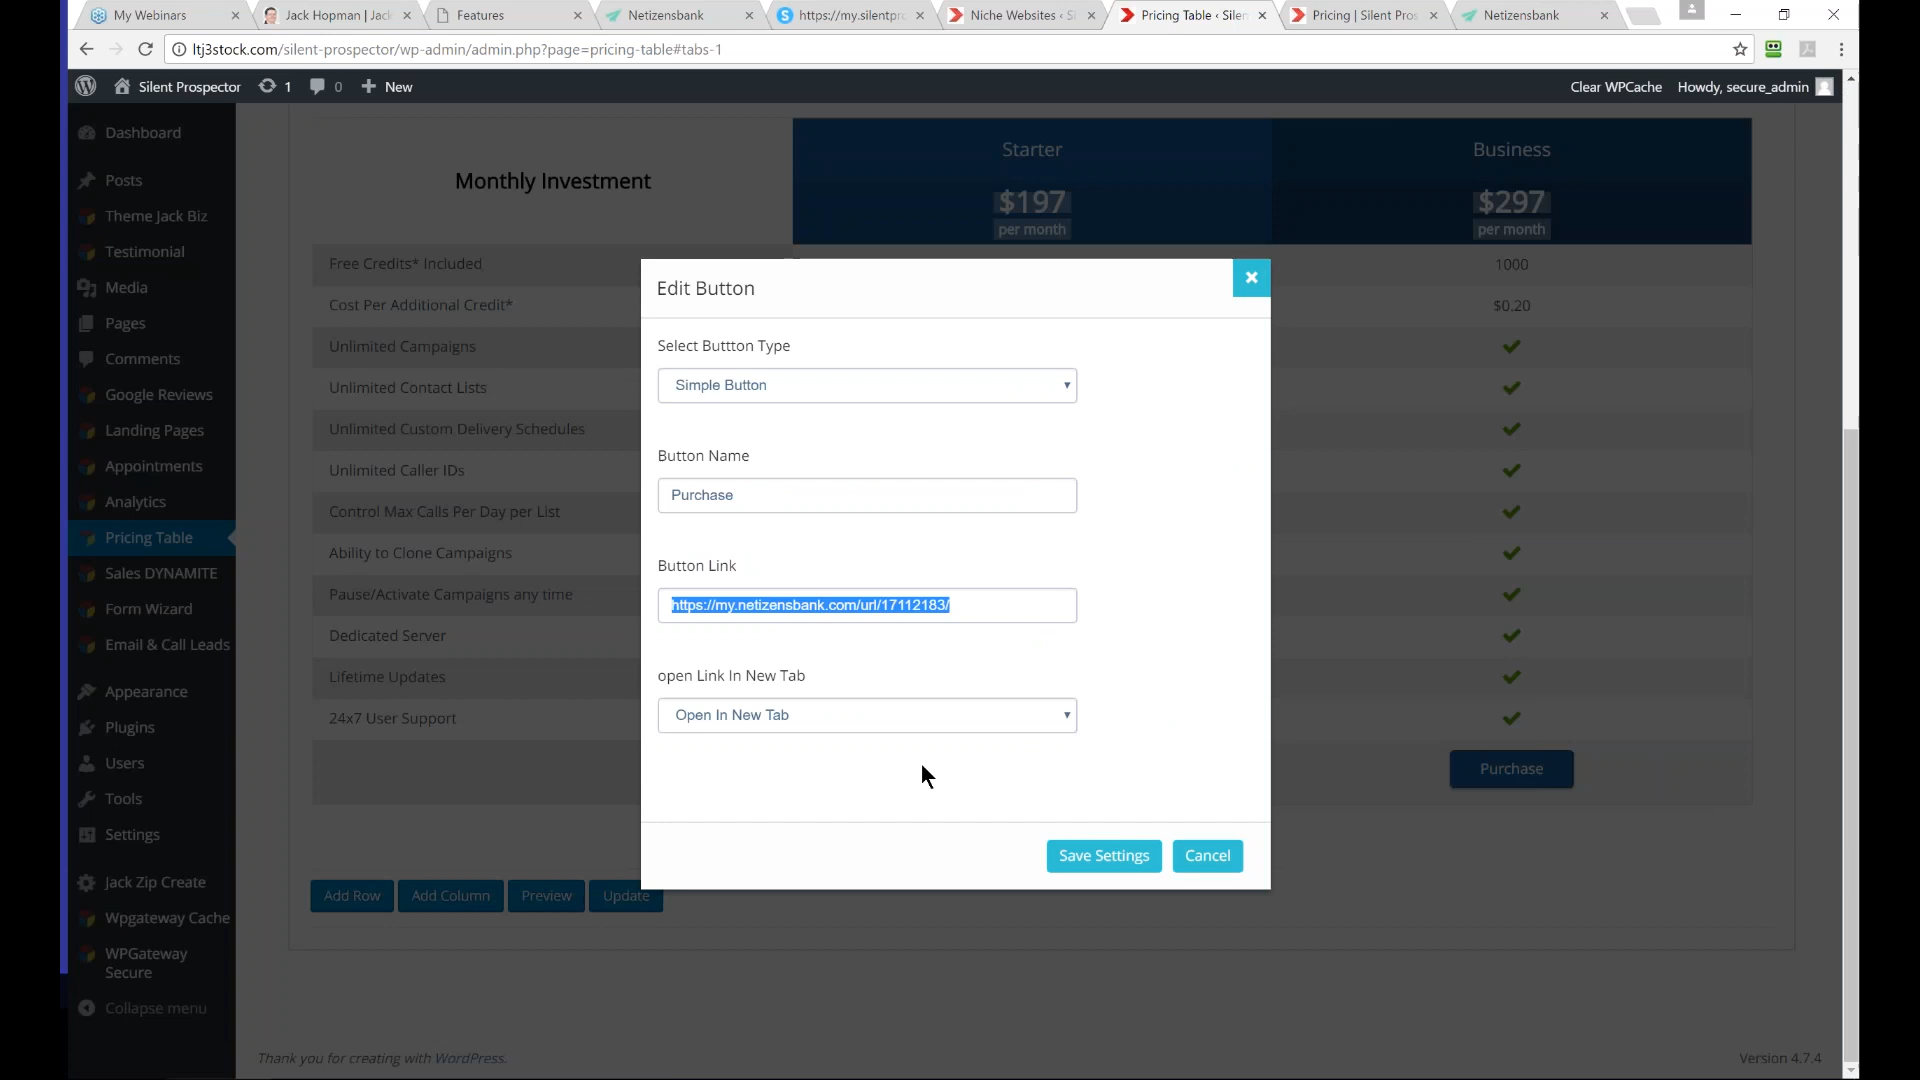 My Webinars
Jack Hopman | Jack
Features
Netizensbank
https://my.silentpro
Niche Websites ‹ Si
Pricing Table ‹ Silen
Pricing | Silent Pros
Netizensbank
ltj3stock.com/silent-prospector/wp-admin/admin.php?page=pricing-table#tabs-1
Silent Prospector 1 0 New
Clear WPCache Howdy, secure_admin
Dashboard
Posts
Theme Jack Biz
Testimonial
Media
Pages
Comments
Google Reviews
Landing Pages
Appointments
Analytics
Pricing Table
Sales DYNAMITE
Form Wizard
Email & Call Leads
Appearance
Plugins
Users
Tools
Settings
Jack Zip Create
Wpgateway Cache
WPGateway
Secure
Collapse menu
Monthly Investment
Starter
$197
per month
Business
$297
per month
Free Credits* Included
1000
Cost Per Additional Credit*
$0.20
Unlimited Campaigns
Unlimited Contact Lists
Unlimited Custom Delivery Schedules
Unlimited Caller IDs
Control Max Calls Per Day per List
Ability to Clone Campaigns
Pause/Activate Campaigns any time
Dedicated Server
Lifetime Updates
24x7 User Support
Purchase
Edit Button
Select Buttton Type
Simple Button
Button Name
Purchase
Button Link
https://my.netizensbank.com/url/17112183/
open Link In New Tab
Open In New Tab
Save Settings
Cancel
Add Row
Add Column
Preview
Update
Thank you for creating with WordPress.
Version 4.7.4